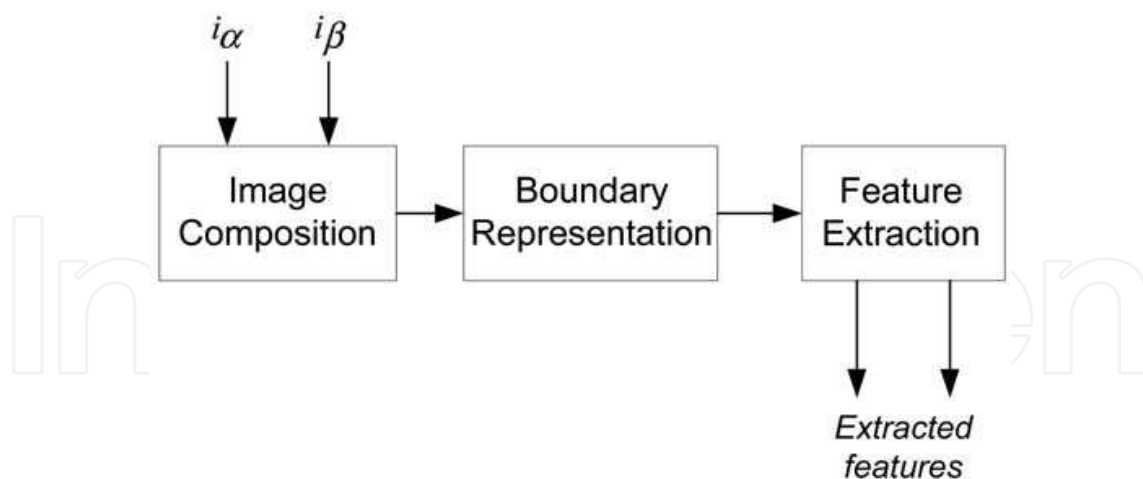 iα
iβ
Image
Composition
Boundary
Representation
Feature
Extraction
Extracted
features